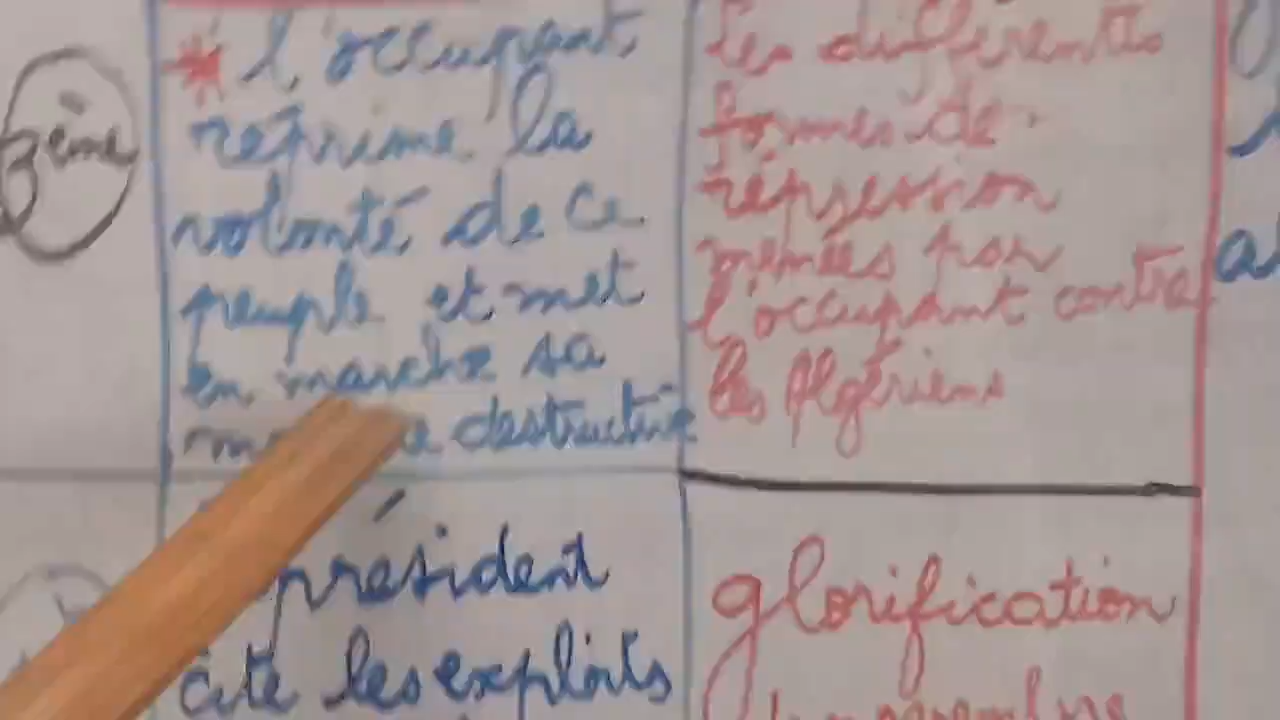 3ème
* l'occupant
réprime la
volonté de ce
peuple et met
en marche sa
destructive
les différentes
formes de
répression
menées par
l'occupant contre
les Algériens
président
cite les exploits
glorification